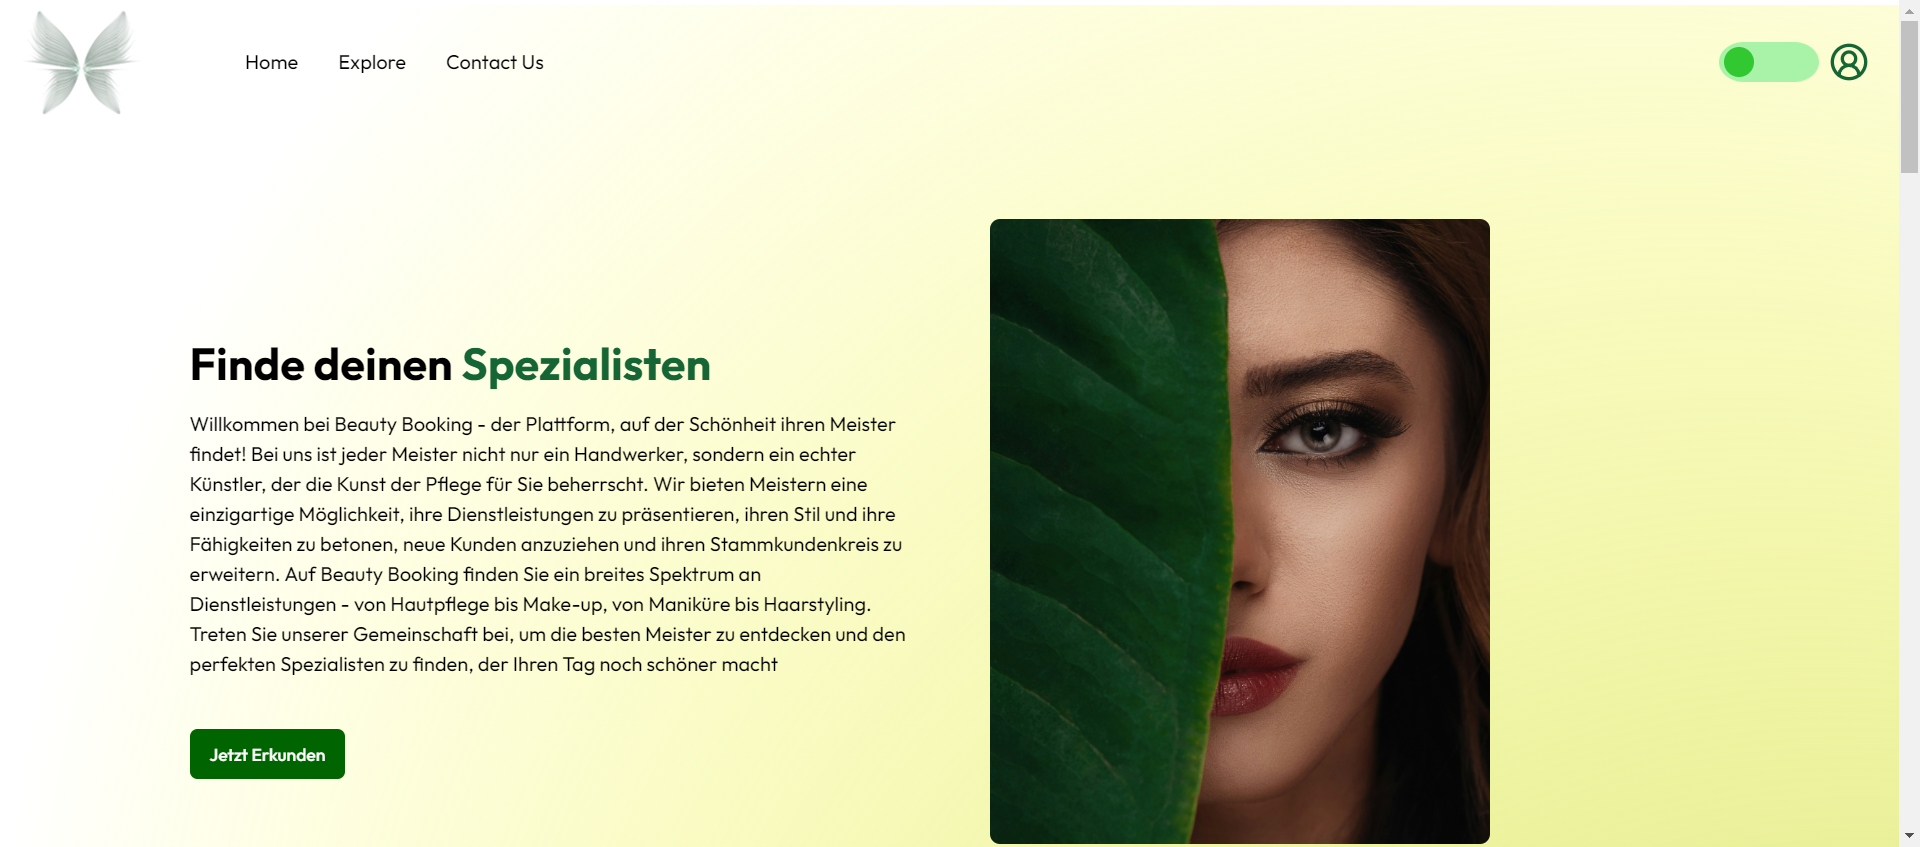 Home
Explore
Contact Us
Finde deinen Spezialisten
Willkommen bei Beauty Booking - der Plattform, auf der Schönheit ihren Meister
findet! Bei uns ist jeder Meister nicht nur ein Handwerker, sondern ein echter
Künstler, der die Kunst der Pflege für Sie beherrscht. Wir bieten Meistern eine
einzigartige Möglichkeit, ihre Dienstleistungen zu präsentieren, ihren Stil und ihre
Fähigkeiten zu betonen, neue Kunden anzuziehen und ihren Stammkundenkreis zu
erweitern. Auf Beauty Booking finden Sie ein breites Spektrum an
Dienstleistungen - von Hautpflege bis Make-up, von Maniküre bis Haarstyling.
Treten Sie unserer Gemeinschaft bei, um die besten Meister zu entdecken und den
perfekten Spezialisten zu finden, der Ihren Tag noch schöner macht
Jetzt Erkunden